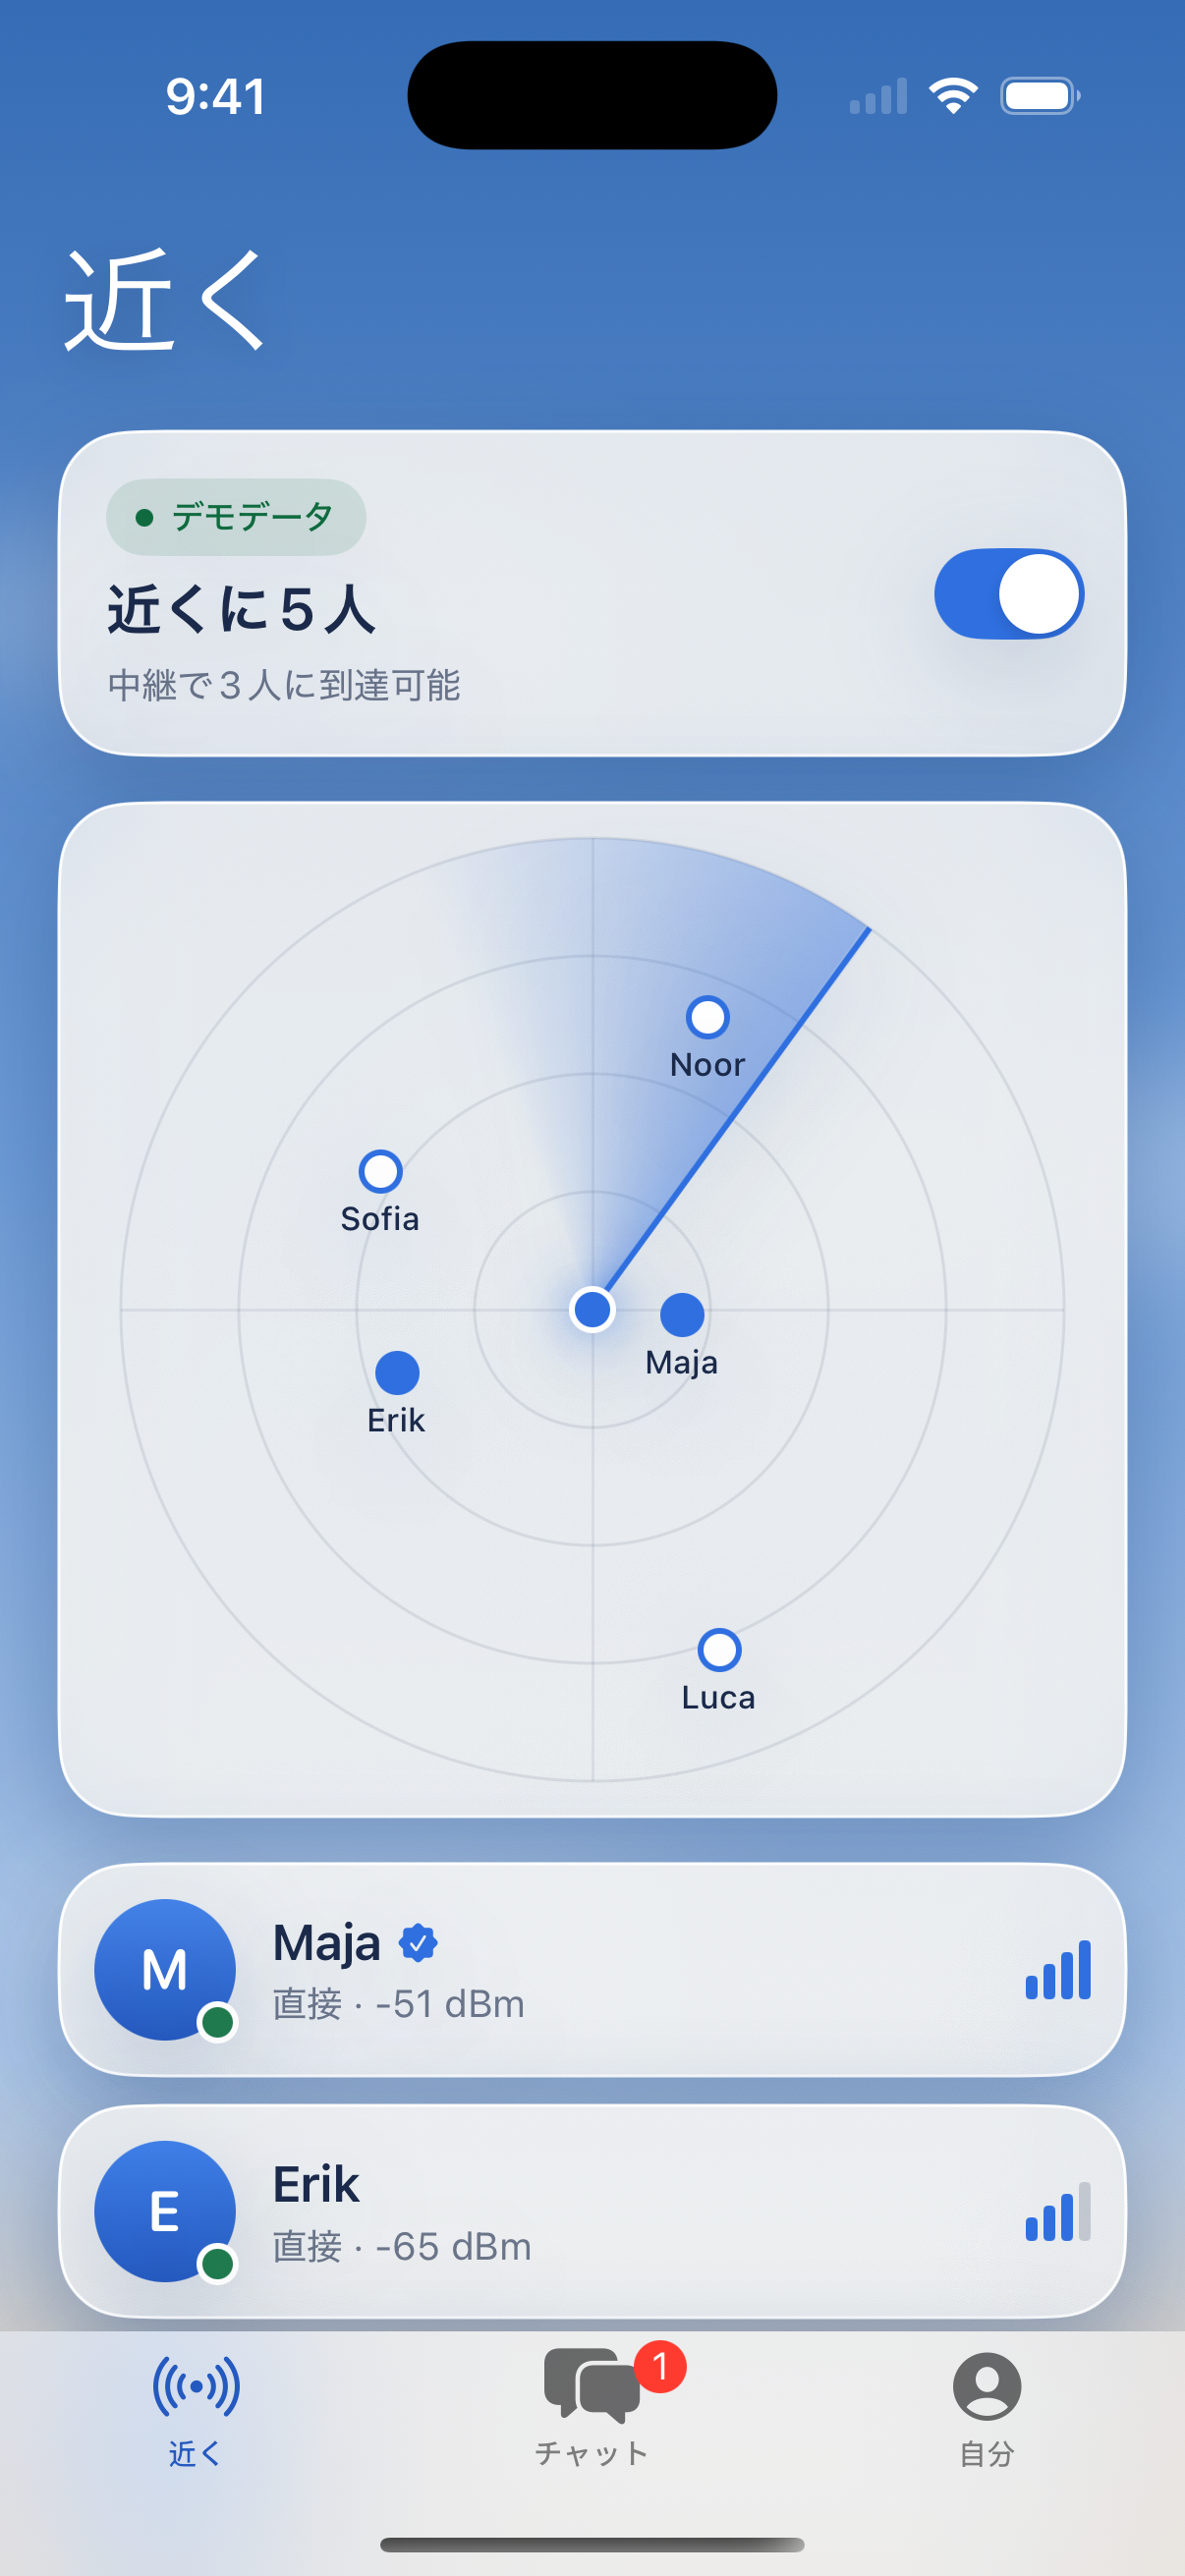 9:41
近く
デモデータ
近くに5人
中継で3人に到達可能
Noor
Sofia
Maja
Erik
Luca
M
Maja
直接 · -51 dBm
E
Erik
直接 · -65 dBm
1
近く
チャット
自分